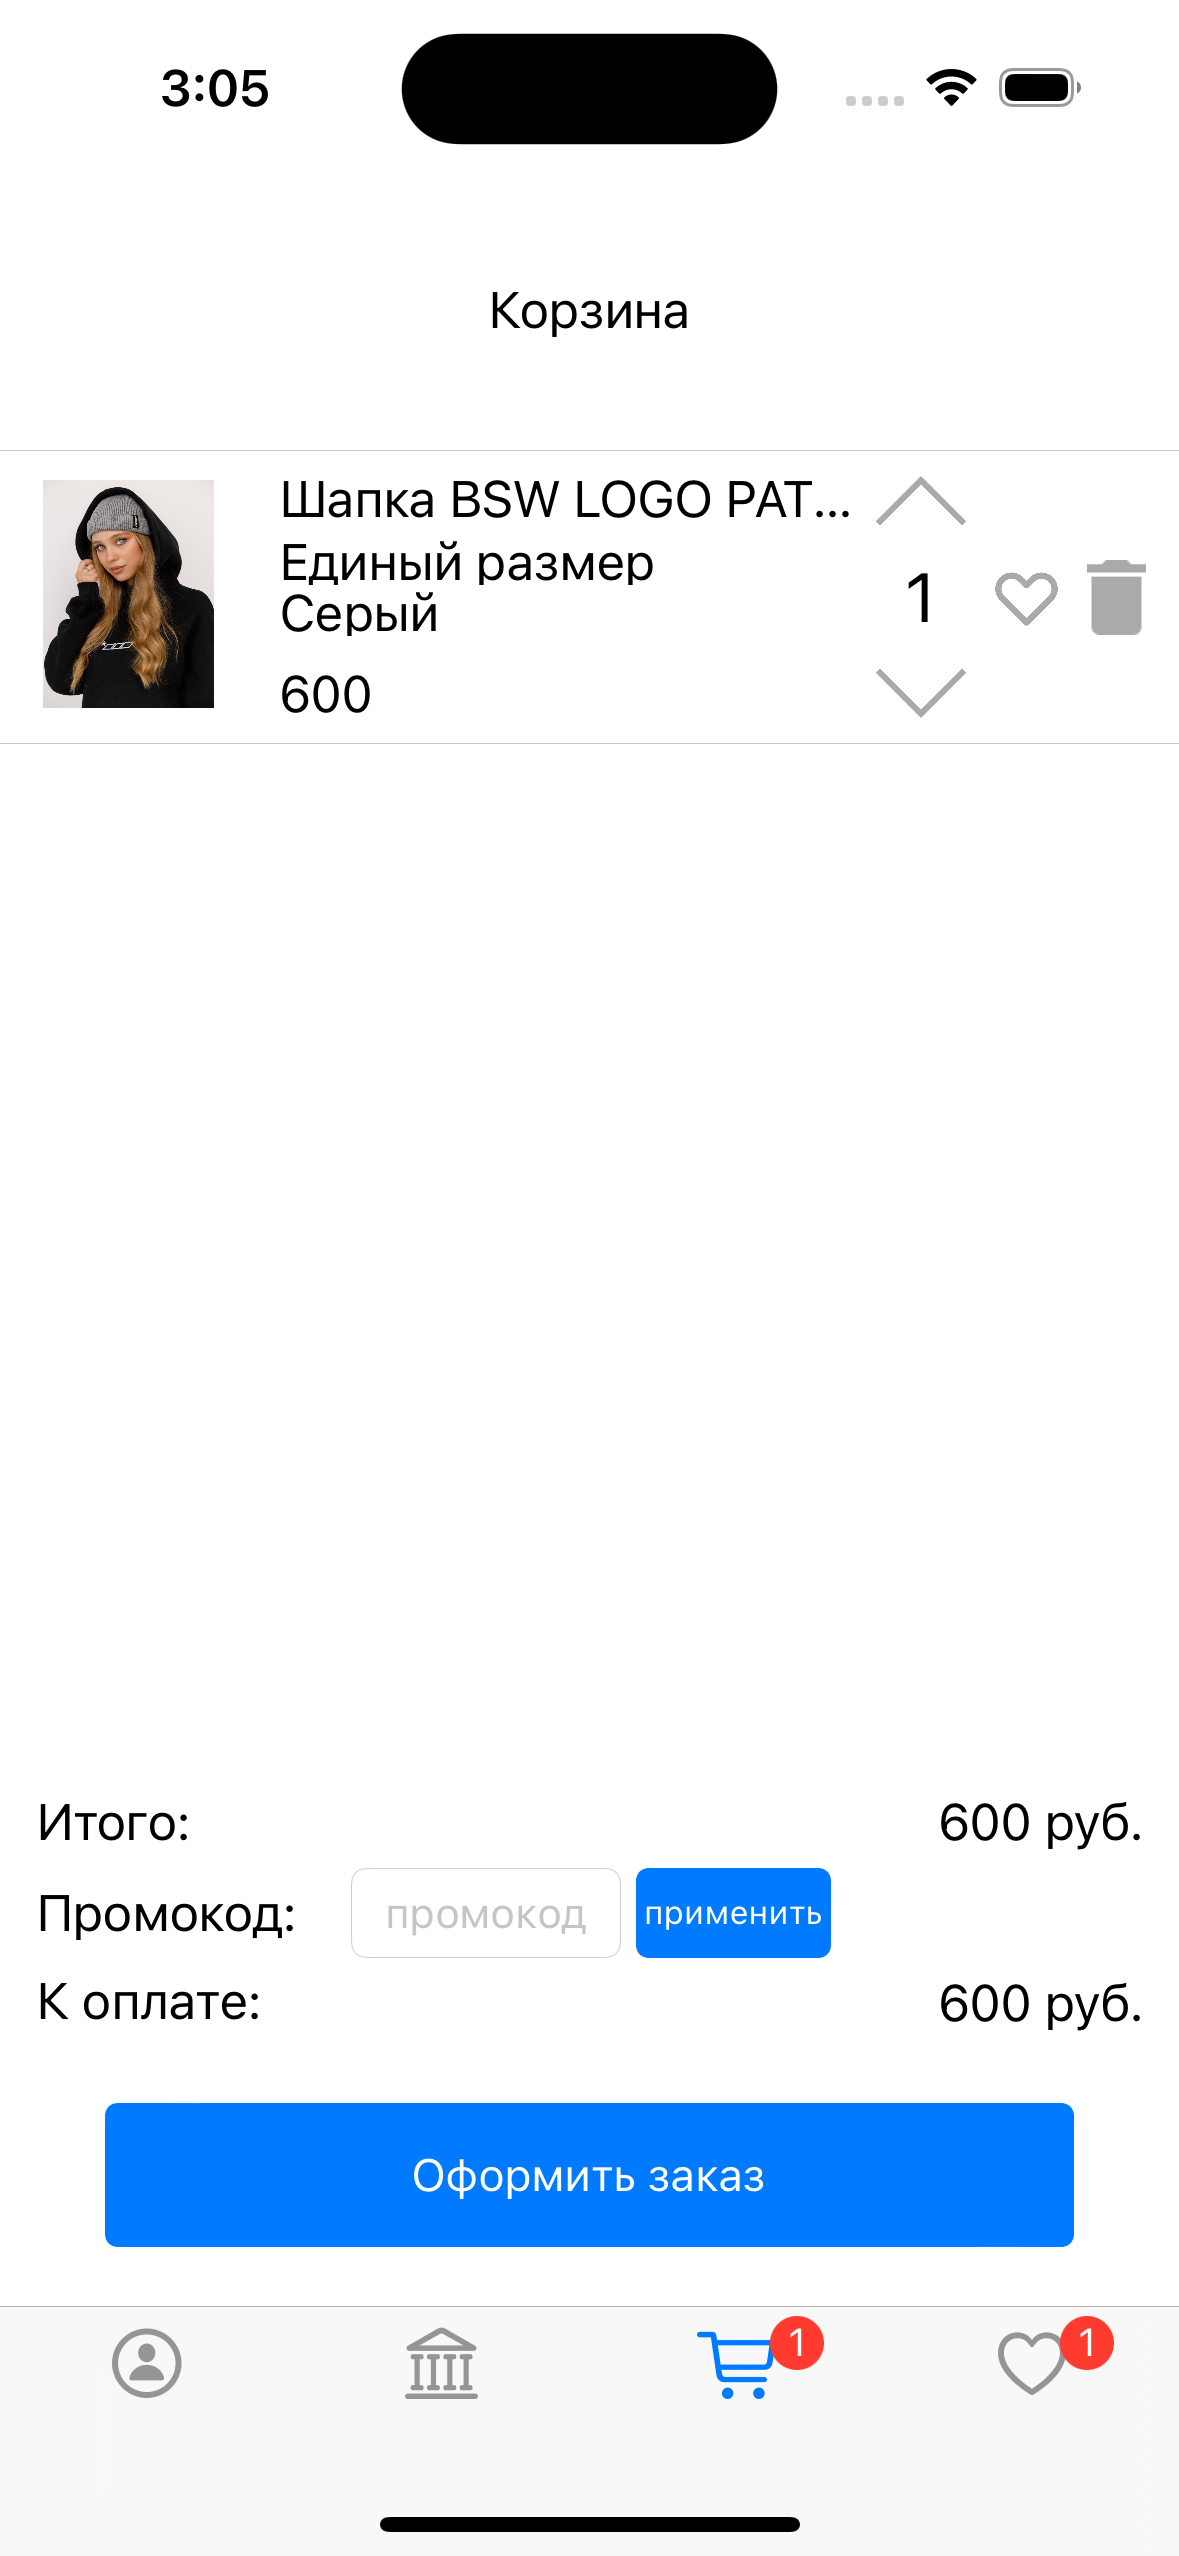 3:05
Корзина
Шапка BSW LOGO PAT...
Единый размер
Серый
1
600
Итого:
600 руб.
Промокод:
промокод
применить
К оплате:
600 руб.
Оформить заказ
1
1